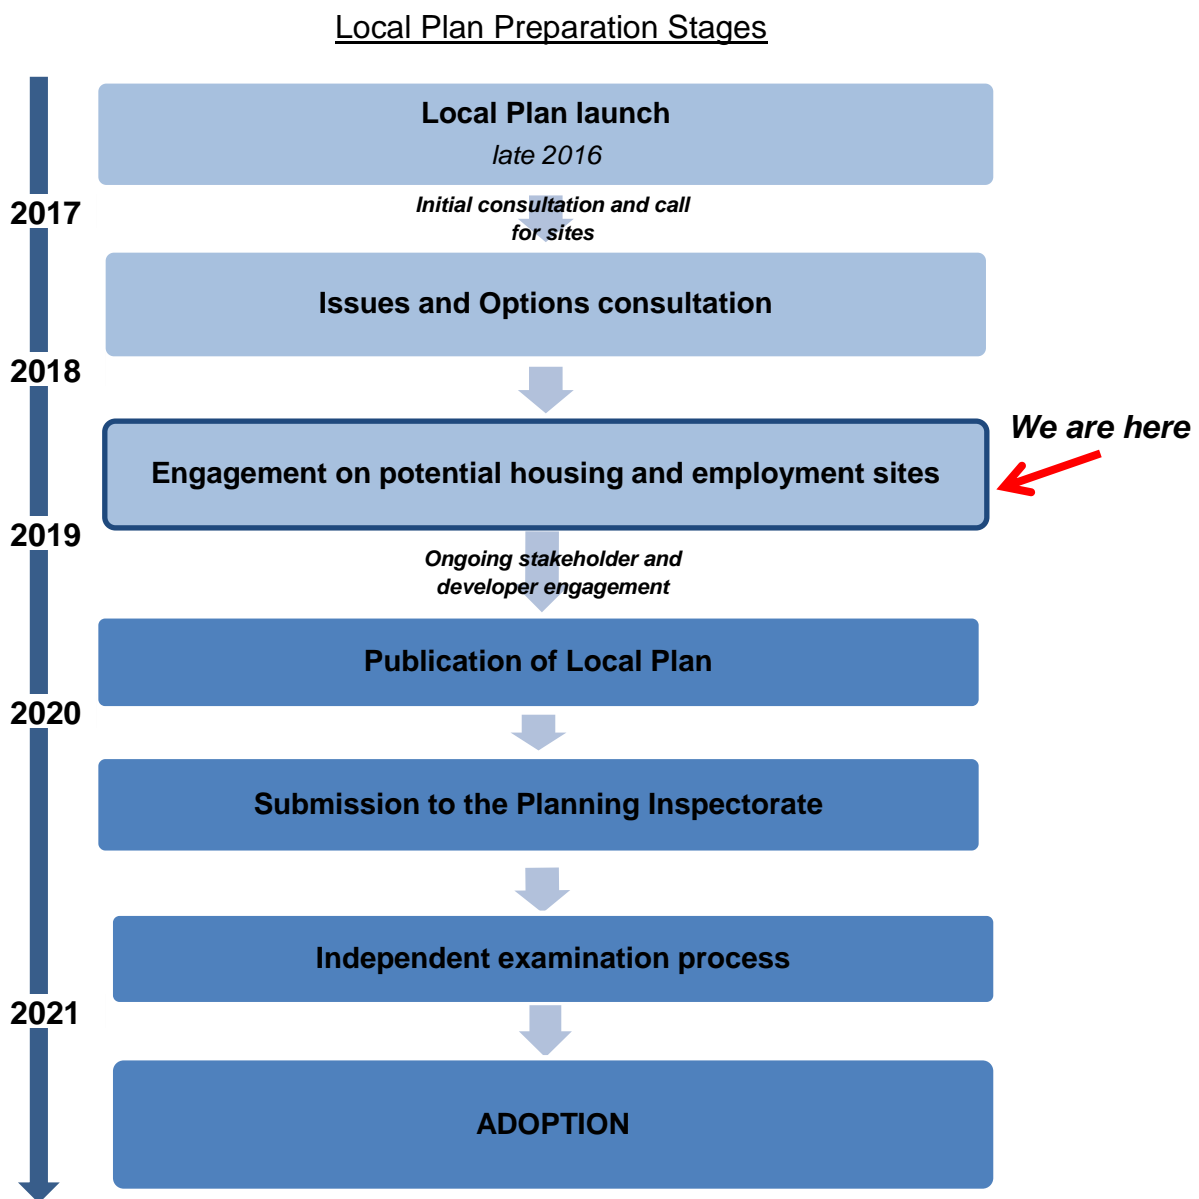 Local Plan Preparation Stages
Local Plan launch
late 2016
2017
Initial consultation and call
for sites
Issues and Options consultation
2018
We are here
Engagement on potential housing and employment sites
2019
Ongoing stakeholder and
developer engagement
Publication of Local Plan
2020
Submission to the Planning Inspectorate
Independent examination process
2021
ADOPTION